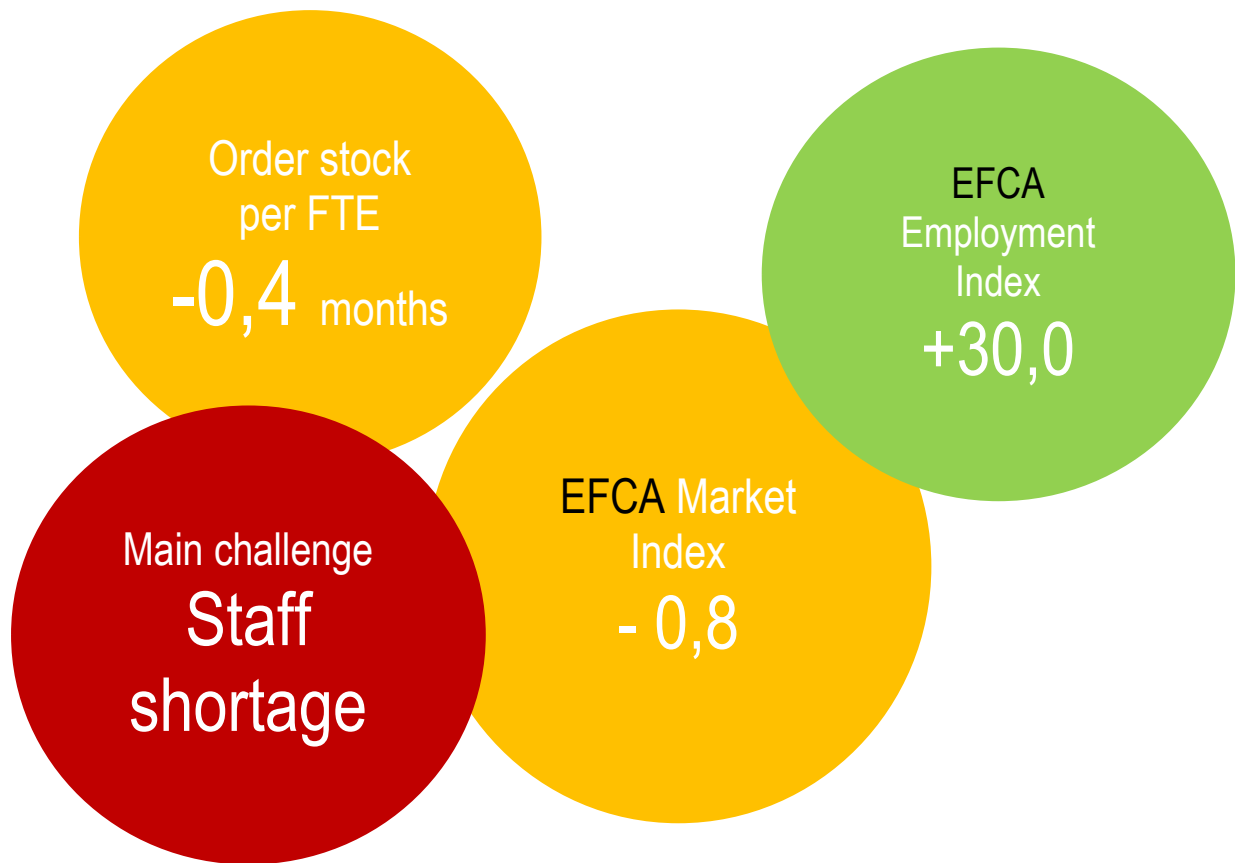 Order stock
per FTE
-0,4 months
EFCA
Employment
Index
+30,0
Main challenge
Staff
shortage
EFCA Market
Index
- 0,8